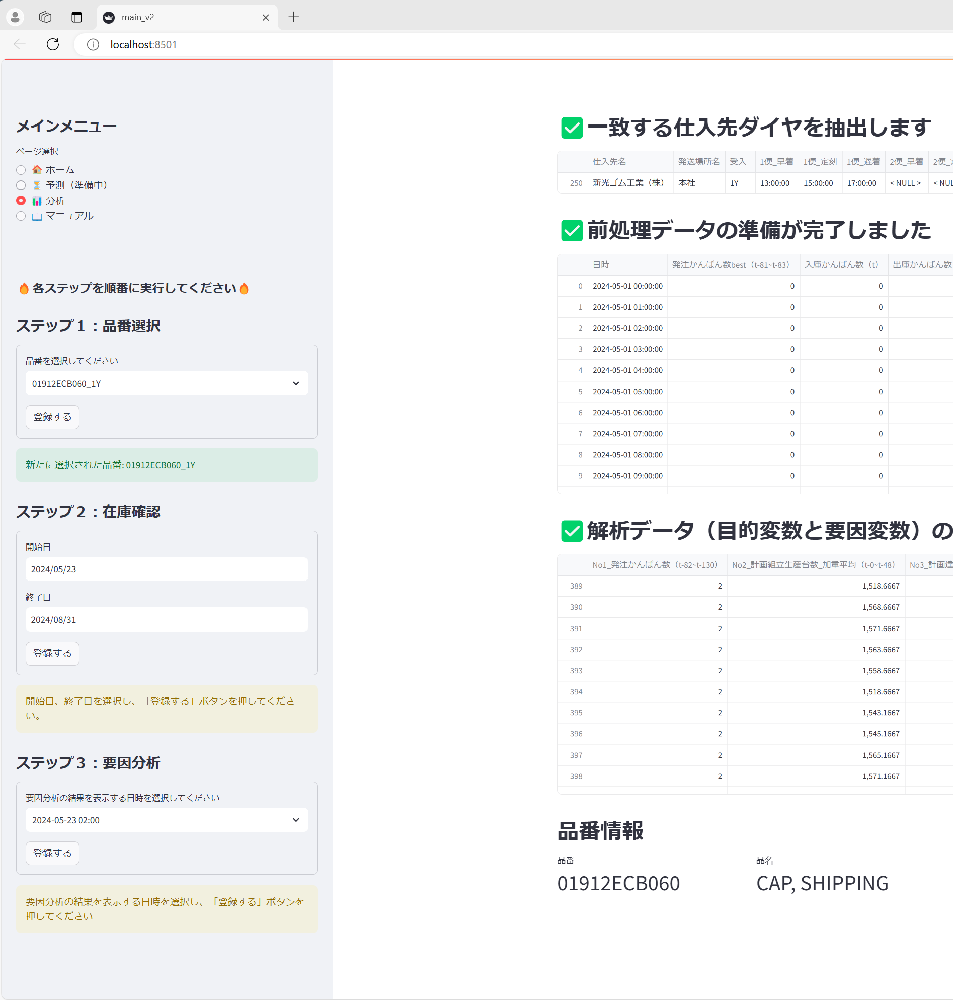 main_v2
localhost:8501
メインメニュー
ページ選択
🏠 ホーム
⏳ 予測（準備中）
📊 分析
📖 マニュアル
🔥各ステップを順番に実行してください🔥
ステップ１：品番選択
品番を選択してください
01912ECB060_1Y
登録する
新たに選択された品番: 01912ECB060_1Y
ステップ２：在庫確認
開始日
2024/05/23
終了日
2024/08/31
登録する
開始日、終了日を選択し、「登録する」ボタンを押してくださ
い。
ステップ３：要因分析
要因分析の結果を表示する日時を選択してください
2024-05-23 02:00
登録する
要因分析の結果を表示する日時を選択し、「登録する」ボタンを
押してください
✅一致する仕入先ダイヤを抽出します
仕入先名 発送場所名 受入 1便_早着 1便_定刻 1便_遅着 2便_早着 2便_
250 新光ゴム工業（株） 本社 1Y 13:00:00 15:00:00 17:00:00 < NULL > < NUL
✅前処理データの準備が完了しました
日時 発注かんばん数best（t-81~t-83） 入庫かんばん数（t） 出庫かんばん数
0 2024-05-01 00:00:00 0 0
1 2024-05-01 01:00:00 0 0
2 2024-05-01 02:00:00 0 0
3 2024-05-01 03:00:00 0 0
4 2024-05-01 04:00:00 0 0
5 2024-05-01 05:00:00 0 0
6 2024-05-01 06:00:00 0 0
7 2024-05-01 07:00:00 0 0
8 2024-05-01 08:00:00 0 0
9 2024-05-01 09:00:00 0 0
✅解析データ（目的変数と要因変数）の
No1_発注かんばん数（t-82~t-130） No2_計画組立生産台数_加重平均（t-0~t-48） No3_計画達
389 2 1,518.6667
390 2 1,568.6667
391 2 1,571.6667
392 2 1,563.6667
393 2 1,558.6667
394 2 1,518.6667
395 2 1,543.1667
396 2 1,545.1667
397 2 1,565.1667
398 2 1,571.1667
品番情報
品番 品名
01912ECB060 CAP, SHIPPING